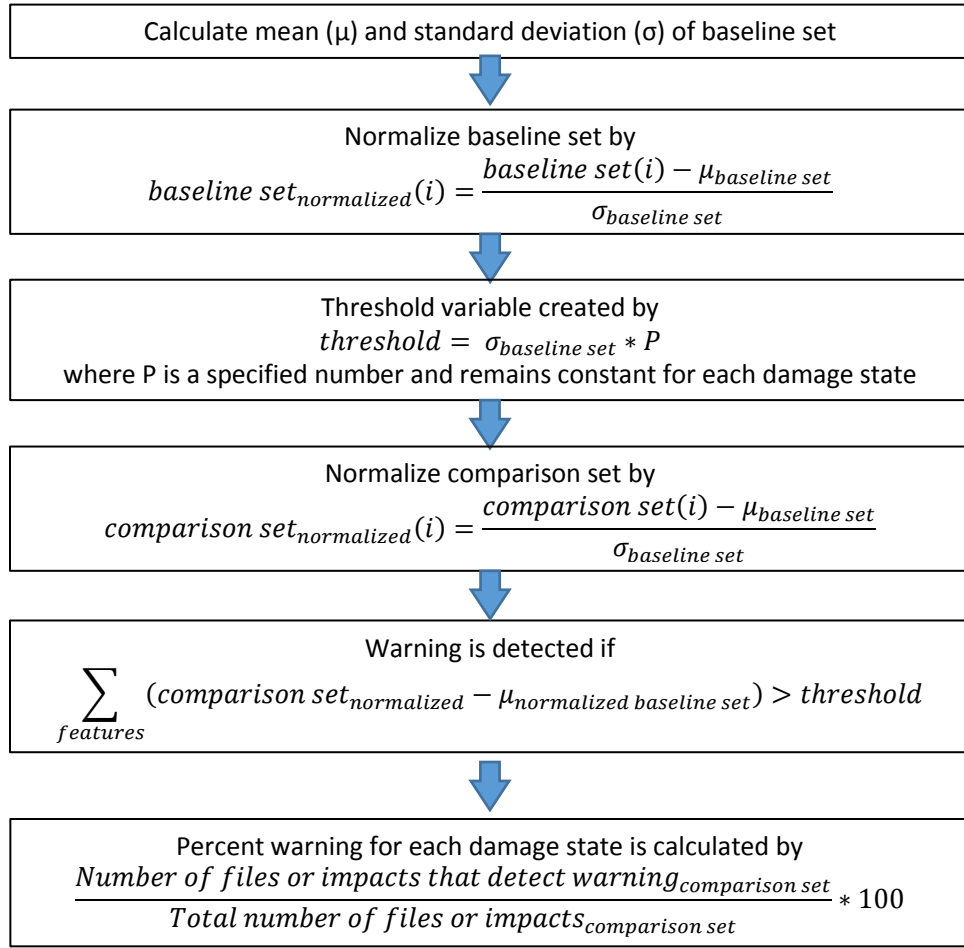 Calculate mean (μ) and standard deviation (σ) of baseline set
Normalize baseline set by
baseline set_normalized(i) = (baseline set(i) − μ_baseline set) / σ_baseline set
Threshold variable created by
threshold = σ_baseline set * P
where P is a specified number and remains constant for each damage state
Normalize comparison set by
comparison set_normalized(i) = (comparison set(i) − μ_baseline set) / σ_baseline set
Warning is detected if
∑_features (comparison set_normalized − μ_normalized baseline set) > threshold
Percent warning for each damage state is calculated by
Number of files or impacts that detect warning_comparison set / Total number of files or impacts_comparison set * 100